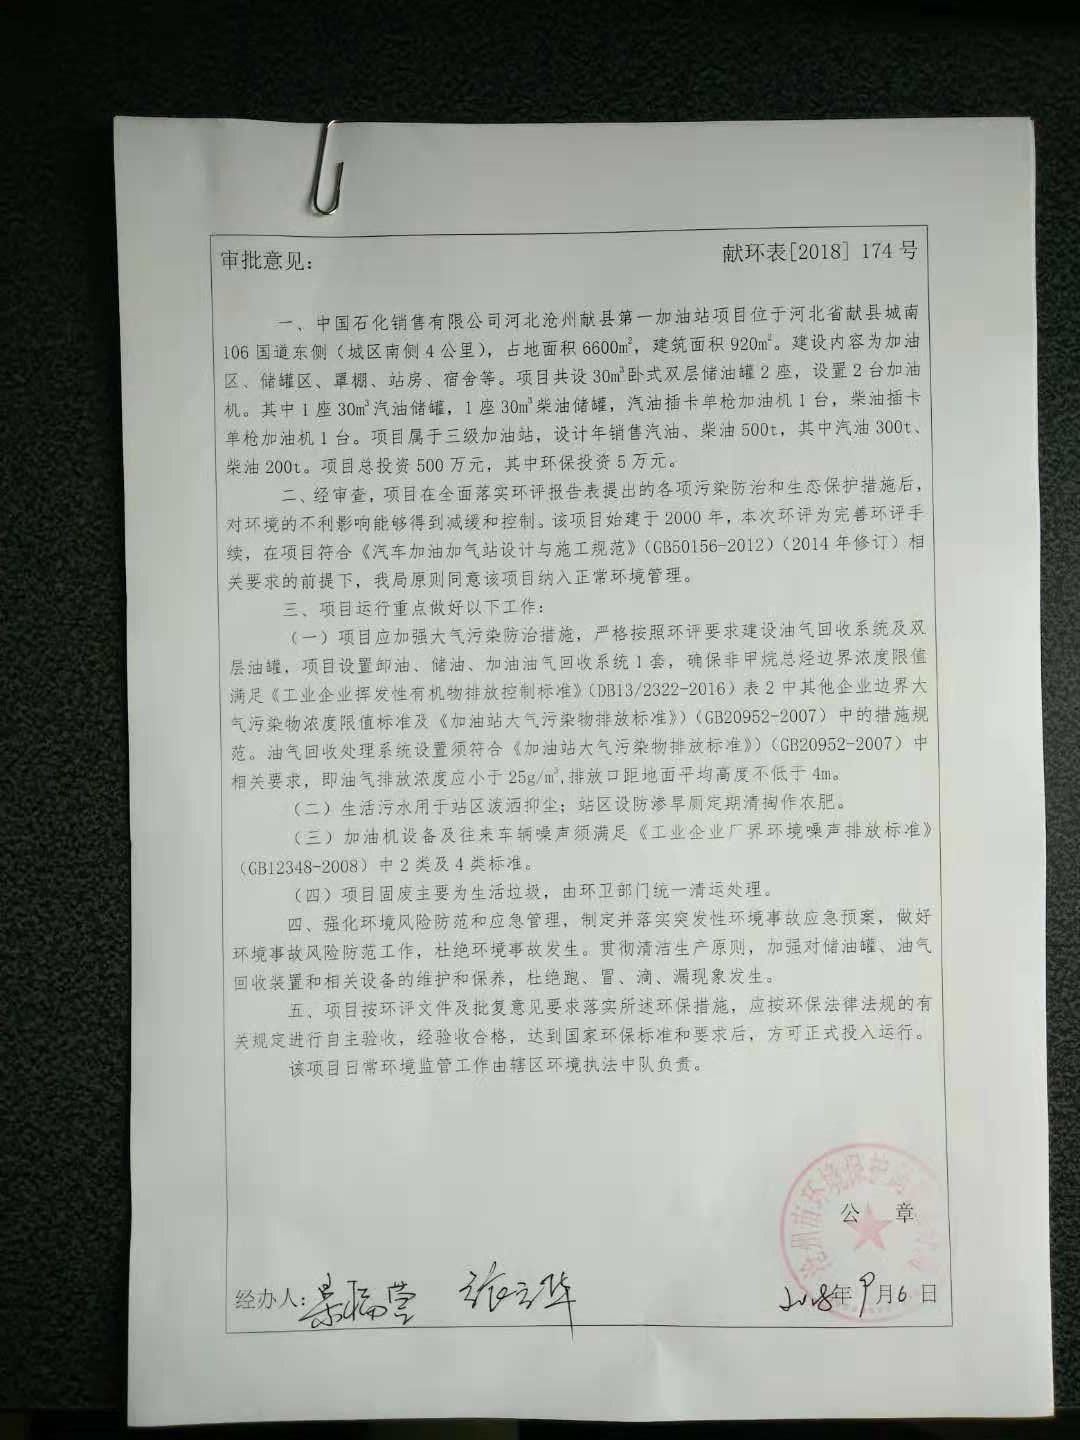 审批意见：
献环表[2018] 174 号
一、中国石化销售有限公司河北沧州献县第一加油站项目位于河北省献县城南
106 国道东侧（城区南侧 4 公里），占地面积 6600m²，建筑面积 920m²。建设内容为加油
区、储罐区、罩棚、站房、宿舍等。项目共设 30m³卧式双层储油罐 2 座，设置 2 台加油
机。其中 1 座 30m³汽油储罐，1 座 30m³柴油储罐，汽油插卡单枪加油机 1 台，柴油插卡
单枪加油机 1 台。项目属于三级加油站，设计年销售汽油、柴油 500t，其中汽油 300t、
柴油 200t。项目总投资 500 万元，其中环保投资 5 万元。
二、经审查，项目在全面落实环评报告表提出的各项污染防治和生态保护措施后，
对环境的不利影响能够得到减缓和控制。该项目始建于 2000 年，本次环评为完善环评手
续，在项目符合《汽车加油加气站设计与施工规范》（GB50156-2012）（2014 年修订）相
关要求的前提下，我局原则同意该项目纳入正常环境管理。
三、项目运行重点做好以下工作：
（一）项目应加强大气污染防治措施，严格按照环评要求建设油气回收系统及双
层油罐，项目设置卸油、储油、加油油气回收系统 1 套，确保非甲烷总烃边界浓度限值
满足《工业企业挥发性有机物排放控制标准》（DB13/2322-2016）表 2 中其他企业边界大
气污染物浓度限值标准及《加油站大气污染物排放标准》）（GB20952-2007）中的措施规
范。油气回收处理系统设置须符合《加油站大气污染物排放标准》）（GB20952-2007）中
相关要求，即油气排放浓度应小于 25g/m³,排放口距地面平均高度不低于 4m。
（二）生活污水用于站区泼洒抑尘；站区设防渗旱厕定期清掏作农肥。
（三）加油机设备及往来车辆噪声须满足《工业企业厂界环境噪声排放标准》
（GB12348-2008）中 2 类及 4 类标准。
（四）项目固废主要为生活垃圾，由环卫部门统一清运处理。
四、强化环境风险防范和应急管理，制定并落实突发性环境事故应急预案，做好
环境事故风险防范工作，杜绝环境事故发生。贯彻清洁生产原则，加强对储油罐、油气
回收装置和相关设备的维护和保养，杜绝跑、冒、滴、漏现象发生。
五、项目按环评文件及批复意见要求落实所述环保措施，应按环保法律法规的有
关规定进行自主验收，经验收合格，达到国家环保标准和要求后，方可正式投入运行。
该项目日常环境监管工作由辖区环境执法中队负责。
沧州市环境保护局
公 章
经办人：
2018年 9月6 日